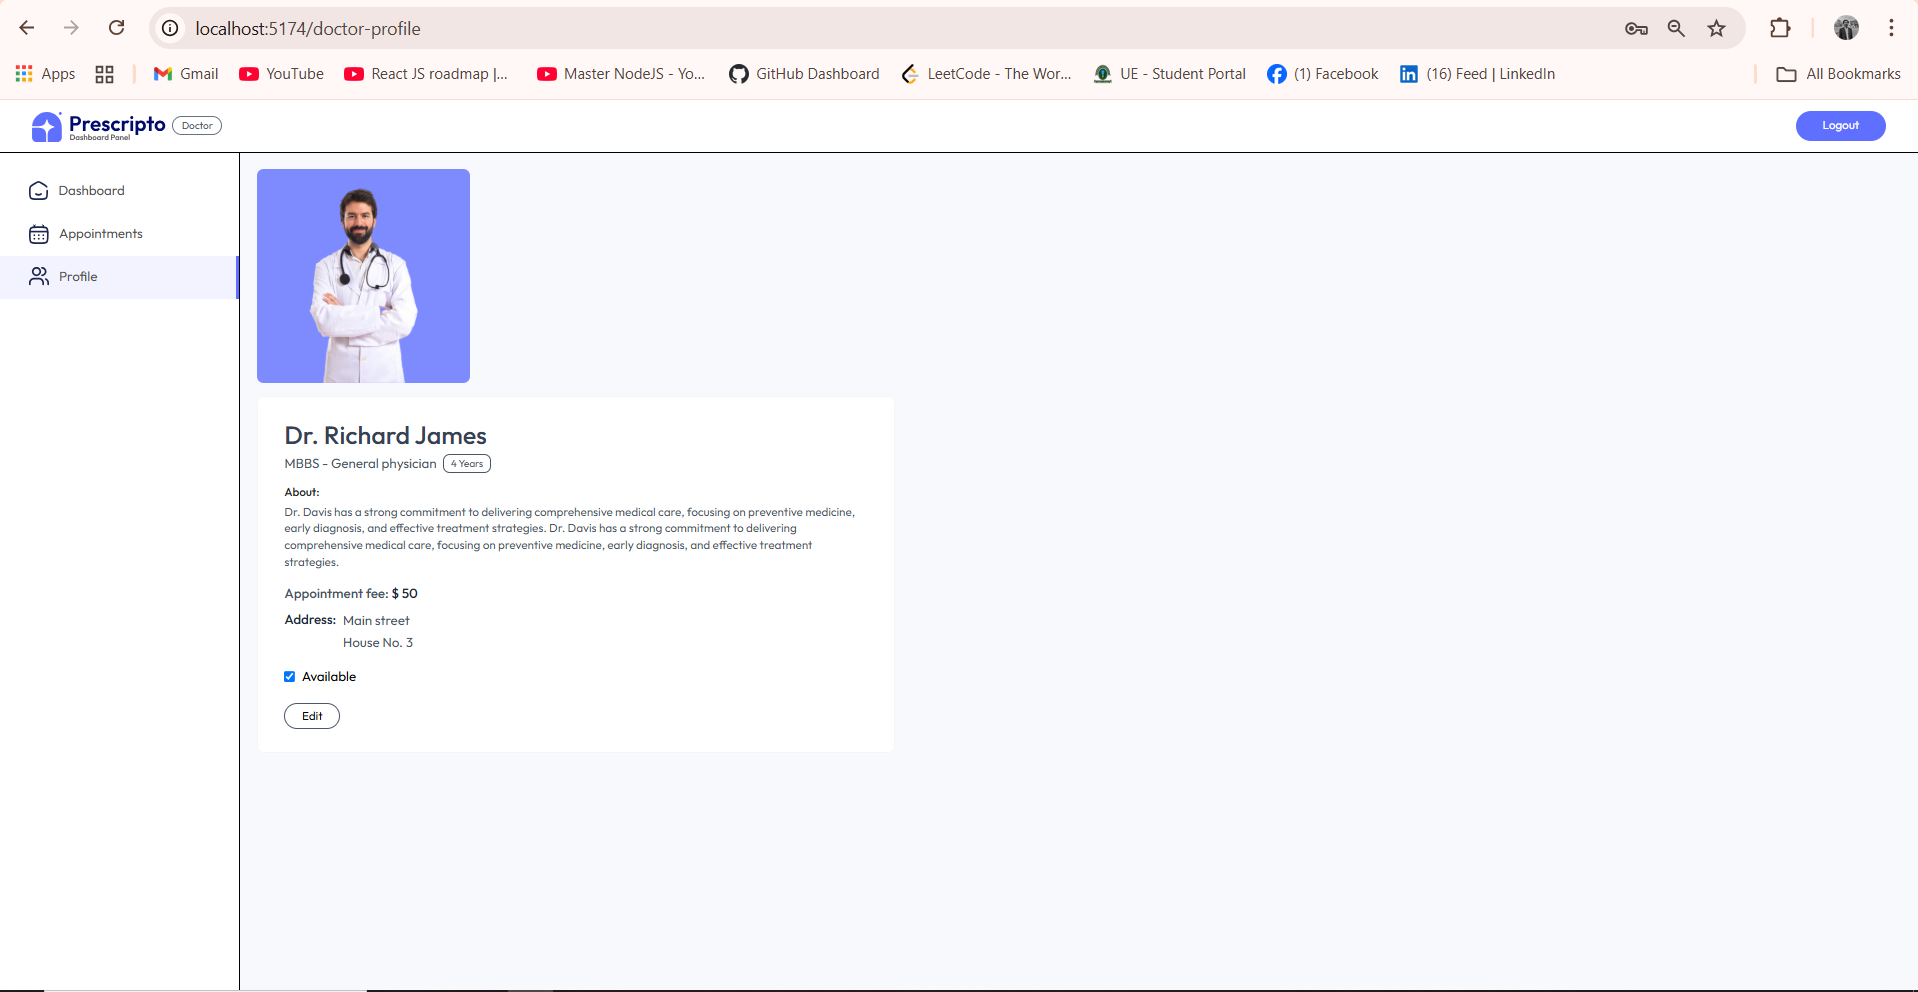 localhost:5174/doctor-profile
Apps
Gmail
YouTube
React JS roadmap |...
Master NodeJS - Yo...
GitHub Dashboard
LeetCode - The Wor...
UE - Student Portal
(1) Facebook
(16) Feed | LinkedIn
All Bookmarks
Prescripto
Dashboard Panel
Doctor
Logout
Dashboard
Appointments
Profile
Dr. Richard James
MBBS - General physician 4 Years
About:
Dr. Davis has a strong commitment to delivering comprehensive medical care, focusing on preventive medicine,
early diagnosis, and effective treatment strategies. Dr. Davis has a strong commitment to delivering
comprehensive medical care, focusing on preventive medicine, early diagnosis, and effective treatment
strategies.
Appointment fee: $ 50
Address: Main street
House No. 3
Available
Edit